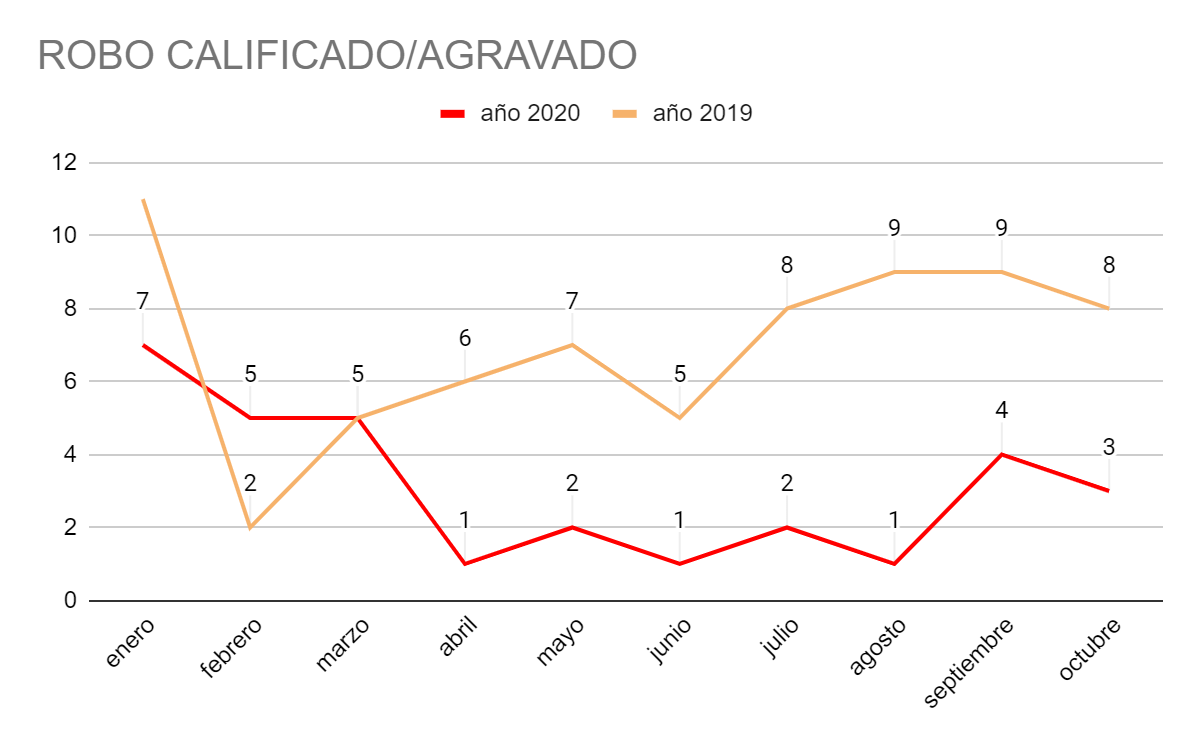 ROBO CALIFICADO/AGRAVADO
año 2020 año 2019
12
10
8
6
4
2
0
7 5 5 1 2 1 2 1 4 3
2 6 7 5 8 9 9 8
enero febrero marzo abril mayo junio julio agosto septiembre octubre